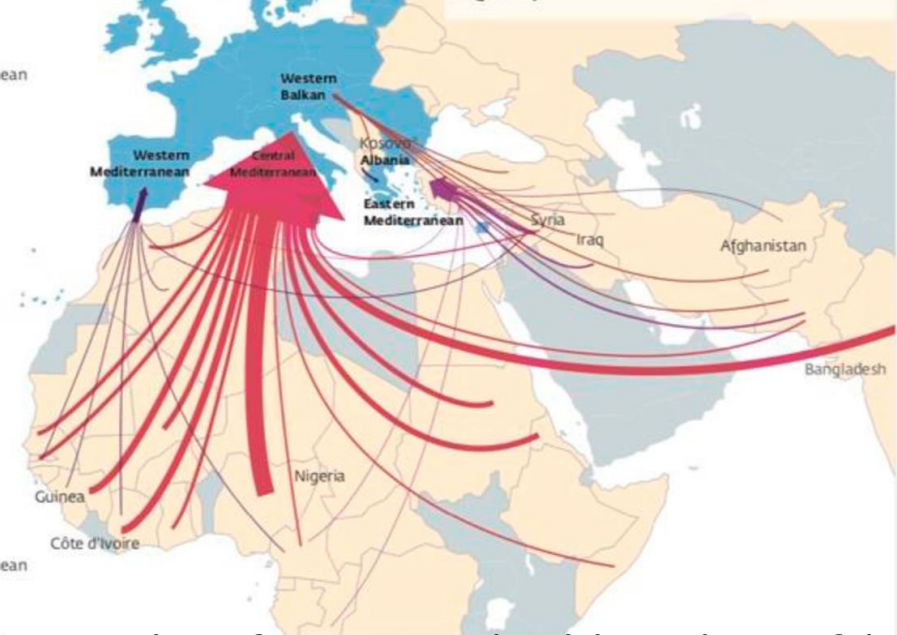 ean
Western
Balkan
Kosovo*
Albania
Western
Mediterranean
Central
Mediterranean
Eastern
Mediterranean
Syria
Iraq
Afghanistan
Bangladesh
Nigeria
Guinea
Côte d'Ivoire
ean